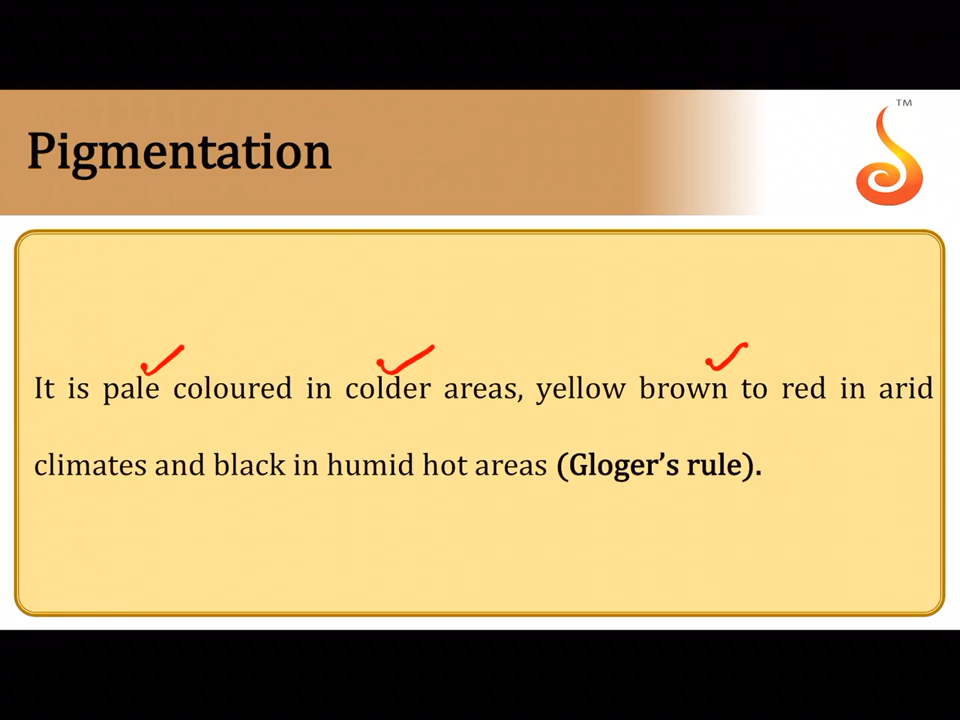 TM
Pigmentation
It is pale coloured in colder areas, yellow brown to red in arid
climates and black in humid hot areas (Gloger’s rule).